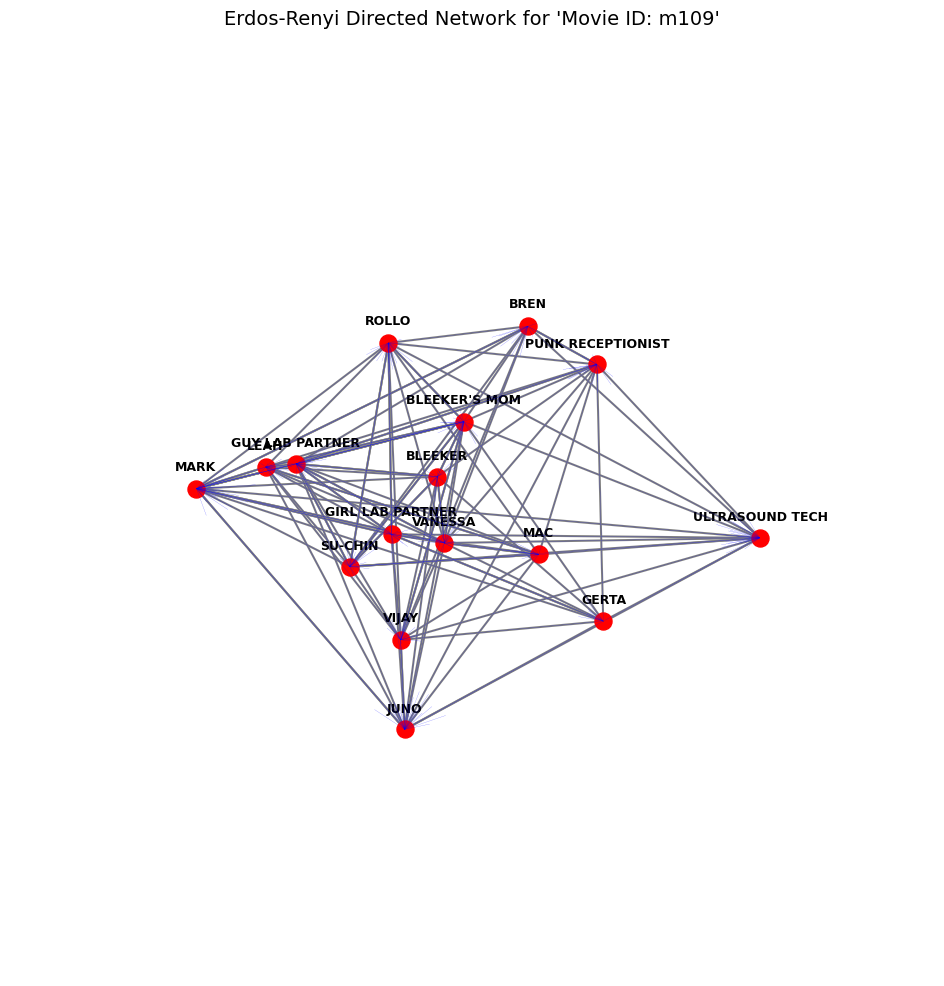 Erdos-Renyi Directed Network for 'Movie ID: m109'
BREN
ROLLO
PUNK RECEPTIONIST
BLEEKER'S MOM
GUY LAB PARTNER
LEAH
BLEEKER
MARK
GIRL LAB PARTNER
ULTRASOUND TECH
VANESSA
MAC
SU-CHIN
GERTA
VIJAY
JUNO